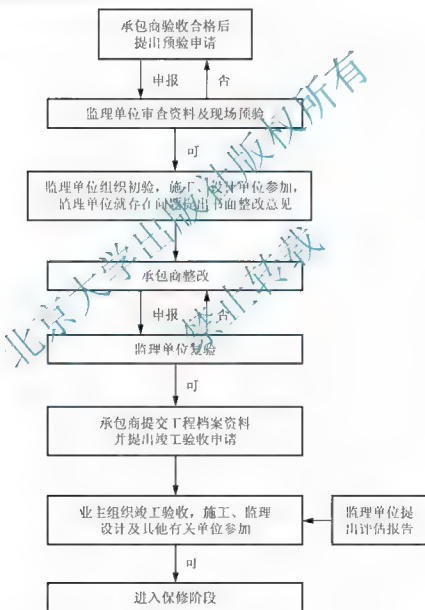 承包商验收合格后
提出预验申请
申报
否
监理单位审查资料及现场预验
可
监理单位组织初验，施工、设计单位参加，
监理单位就存在问题提出书面整改意见
承包商整改
申报
否
监理单位复验
可
承包商提交工程档案资料
并提出竣工验收申请
业主组织竣工验收，施工、监理
设计及其他有关单位参加
监理单位提
出评估报告
可
进入保修阶段
北京大学出版社版权所有
禁止转载